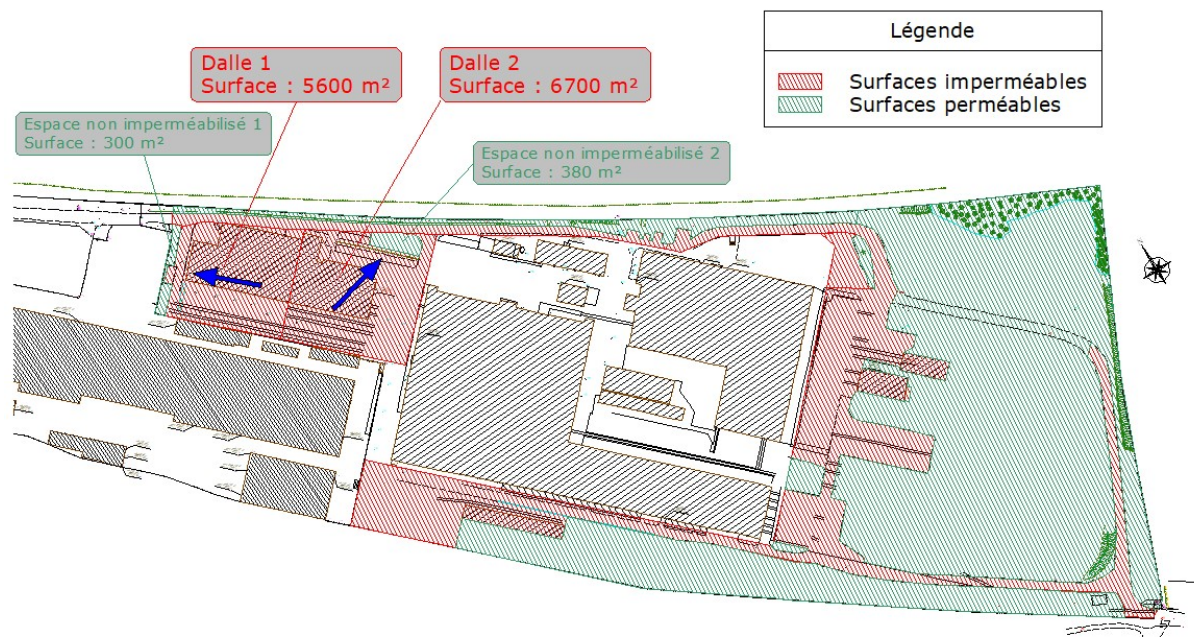 Légende
Surfaces imperméables
Surfaces perméables
Dalle 1
Surface : 5600 m²
Dalle 2
Surface : 6700 m²
Espace non imperméabilisé 1
Surface : 300 m²
Espace non imperméabilisé 2
Surface : 380 m²